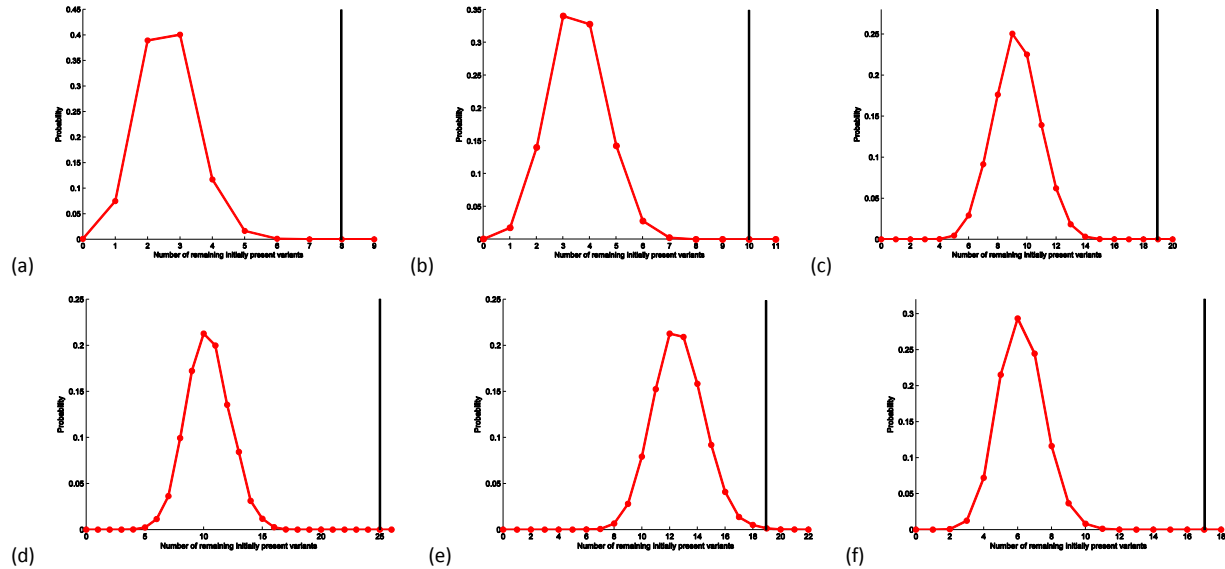 0.45
0.4
0.35
0.3
0.25
0.2
0.15
0.1
0.05
0
Probability
0 1 2 3 4 5 6 7 8 9
Number of remaining initially present variants
(a)
0.35
0.3
0.25
0.2
0.15
0.1
0.05
0
Probability
0 1 2 3 4 5 6 7 8 9 10 11
Number of remaining initially present variants
(b)
0.25
0.2
0.15
0.1
0.05
0
Probability
0 2 4 6 8 10 12 14 16 18 20
Number of remaining initially present variants
(c)
0.25
0.2
0.15
0.1
0.05
0
Probability
0 5 10 15 20 25
Number of remaining initially present variants
(d)
0.25
0.2
0.15
0.1
0.05
0
Probability
0 2 4 6 8 10 12 14 16 18 20 22
Number of remaining initially present variants
(e)
0.3
0.25
0.2
0.15
0.1
0.05
0
Probability
0 2 4 6 8 10 12 14 16 18
Number of remaining initially present variants
(f)